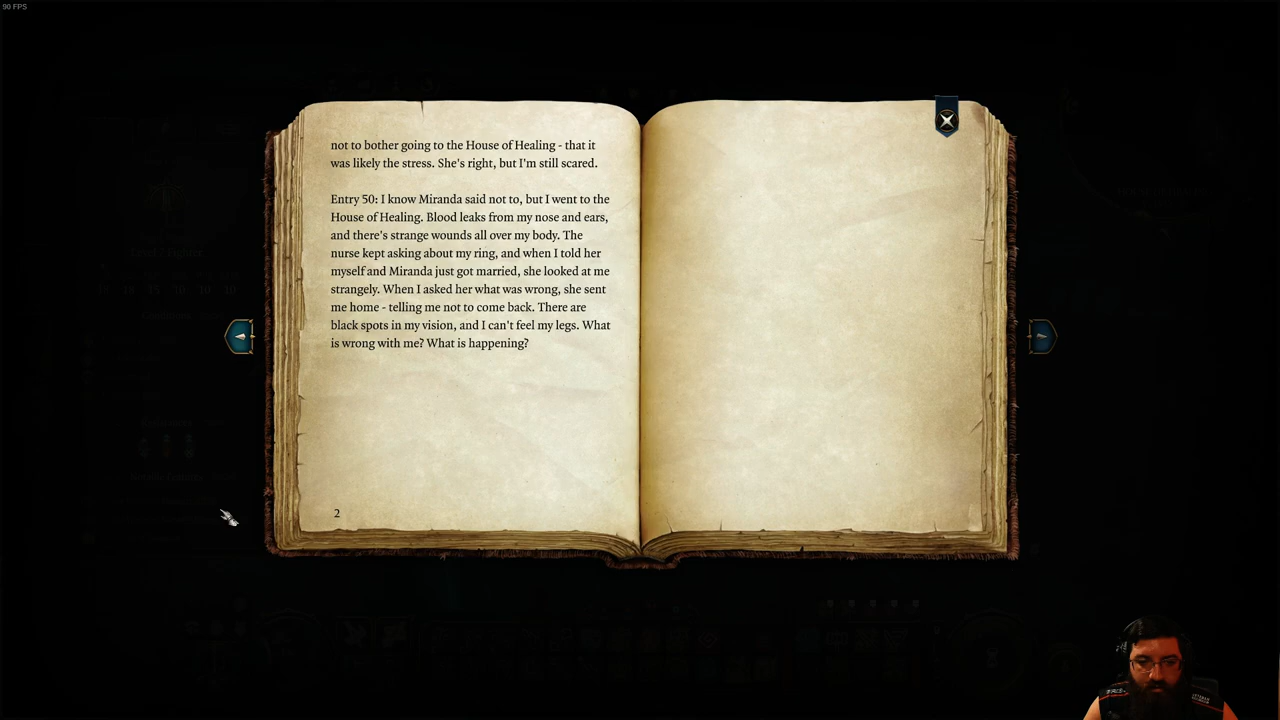 90 FPS
not to bother going to the House of Healing - that it
was likely the stress. She's right, but I'm still scared.
Entry 50: I know Miranda said not to, but I went to the
House of Healing. Blood leaks from my nose and ears,
and there's strange wounds all over my body. The
nurse kept asking about my ring, and when I told her
myself and Miranda just got married, she looked at me
strangely. When I asked her what was wrong, she sent
me home - telling me not to come back. There are
black spots in my vision, and I can't feel my legs. What
is wrong with me? What is happening?
2